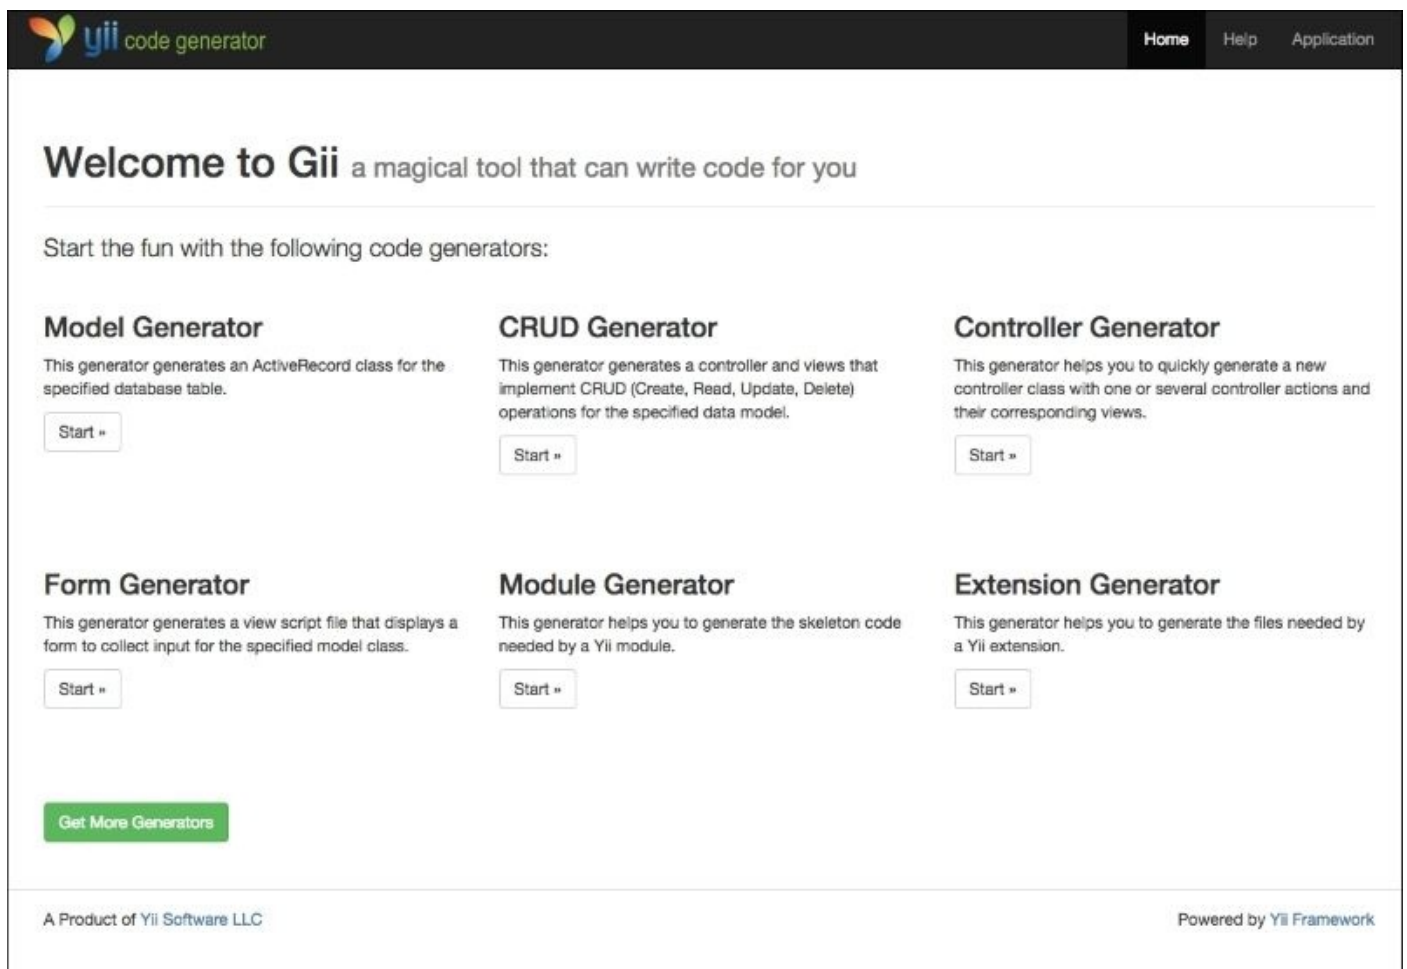 yii code generator
Home Help Application
Welcome to Gii a magical tool that can write code for you
Start the fun with the following code generators:
Model Generator
This generator generates an ActiveRecord class for the
specified database table.
Start »
CRUD Generator
This generator generates a controller and views that
implement CRUD (Create, Read, Update, Delete)
operations for the specified data model.
Start »
Controller Generator
This generator helps you to quickly generate a new
controller class with one or several controller actions and
their corresponding views.
Start »
Form Generator
This generator generates a view script file that displays a
form to collect input for the specified model class.
Start »
Module Generator
This generator helps you to generate the skeleton code
needed by a Yii module.
Start »
Extension Generator
This generator helps you to generate the files needed by
a Yii extension.
Start »
Get More Generators
A Product of Yii Software LLC
Powered by Yii Framework